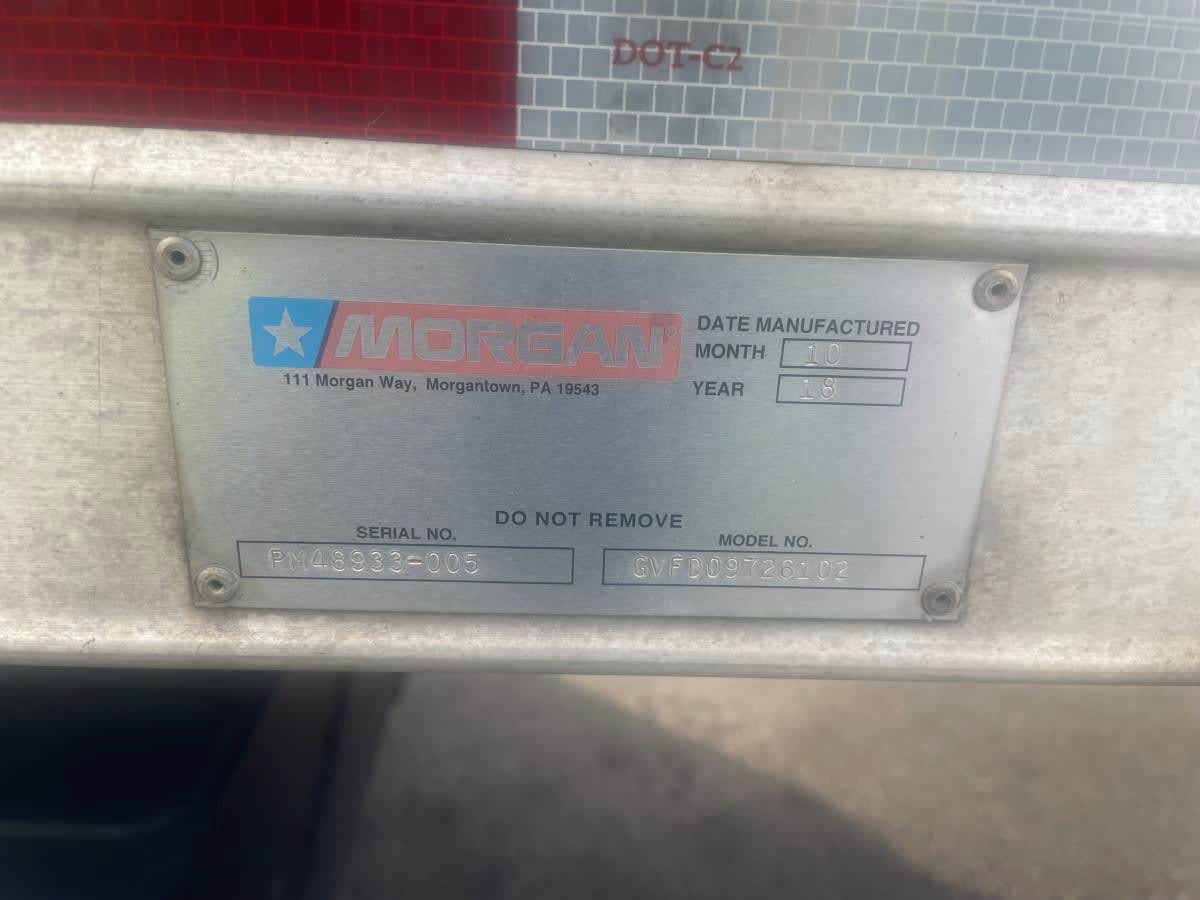 DOT-C2
MORGAN®
111 Morgan Way, Morgantown, PA 19543
DATE MANUFACTURED
MONTH 10
YEAR 18
DO NOT REMOVE
SERIAL NO.
PM48933-005
MODEL NO.
GVFD09726102